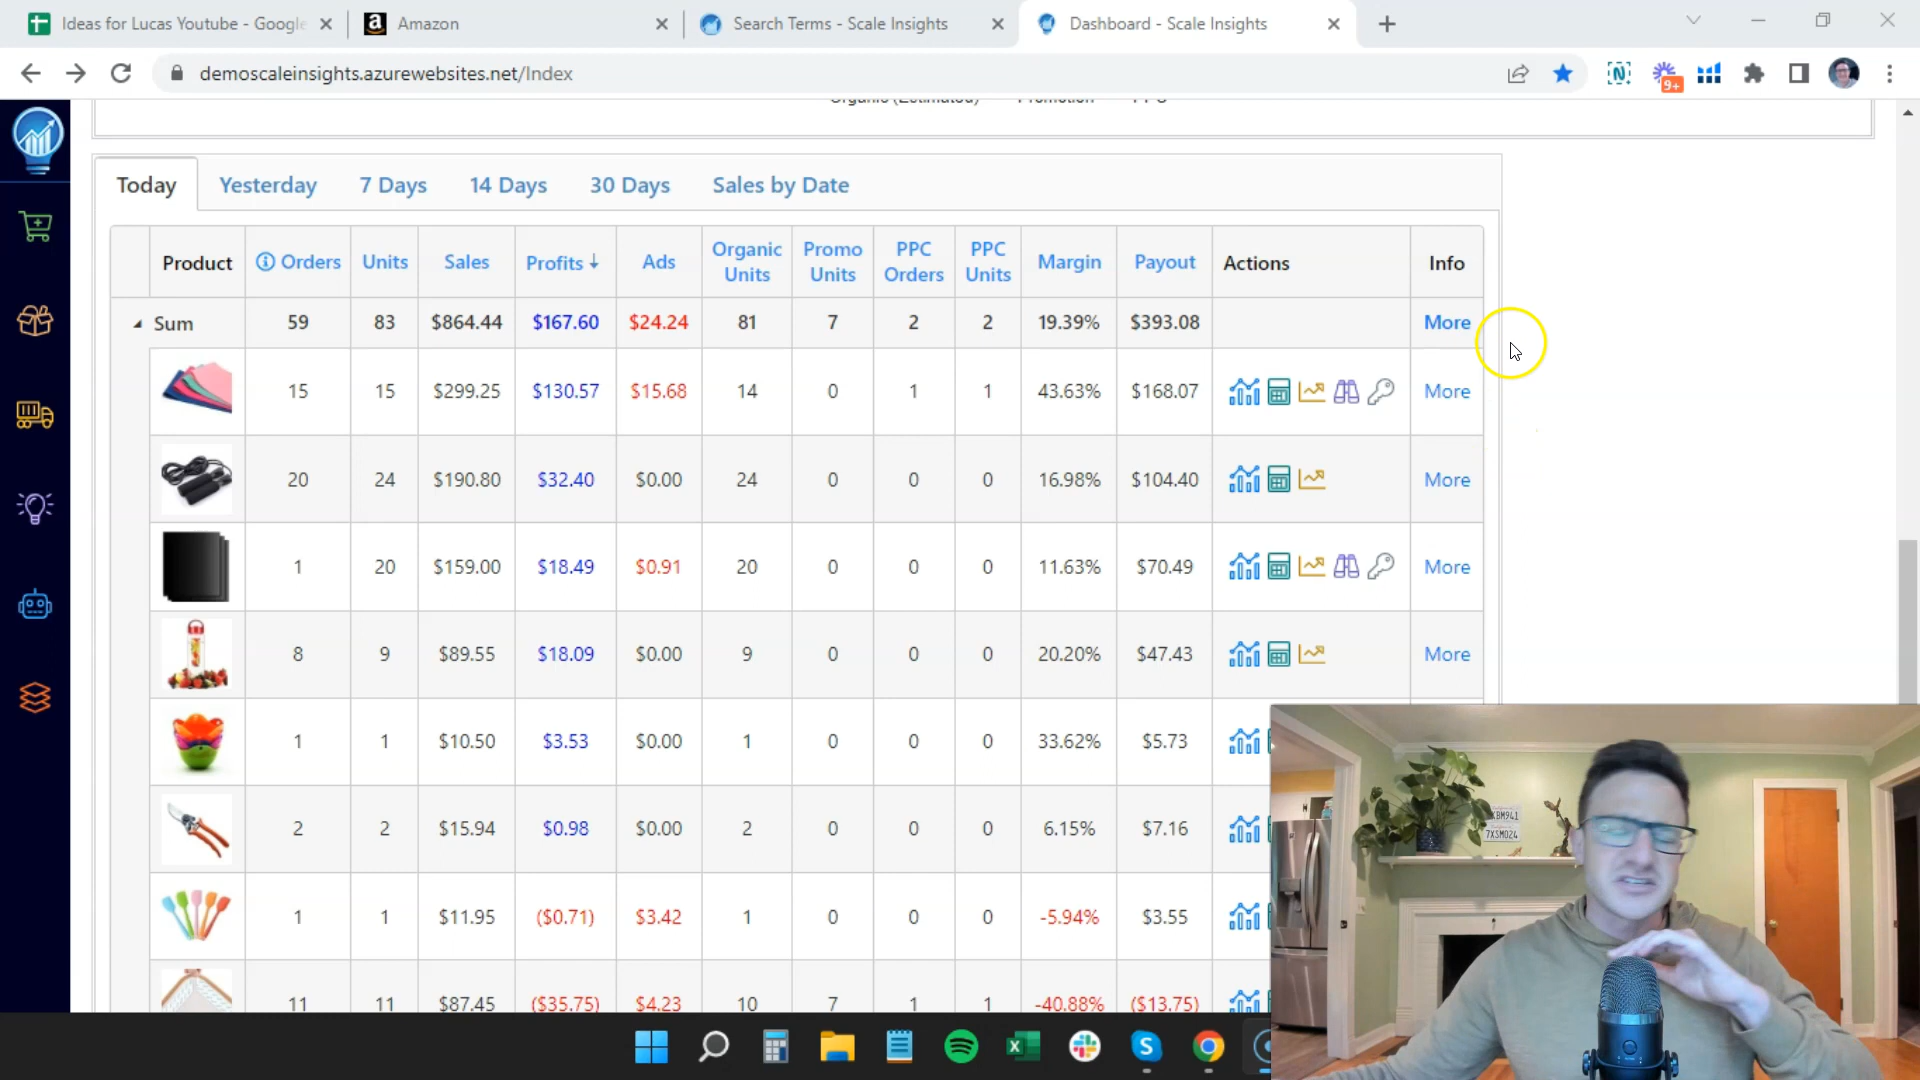 Ideas for Lucas Youtube - Google
Amazon
Search Terms - Scale Insights
Dashboard - Scale Insights
demoscaleinsights.azurewebsites.net/Index
9+
Organic (Estimated) Promotion PPC
Today Yesterday 7 Days 14 Days 30 Days Sales by Date
Product Orders Units Sales Profits Ads Organic Units Promo Units PPC Orders PPC Units Margin Payout Actions Info
Sum 59 83 $864.44 $167.60 $24.24 81 7 2 2 19.39% $393.08 More
15 15 $299.25 $130.57 $15.68 14 0 1 1 43.63% $168.07 More
20 24 $190.80 $32.40 $0.00 24 0 0 0 16.98% $104.40 More
1 20 $159.00 $18.49 $0.91 20 0 0 0 11.63% $70.49 More
8 9 $89.55 $18.09 $0.00 9 0 0 0 20.20% $47.43 More
1 1 $10.50 $3.53 $0.00 1 0 0 0 33.62% $5.73
2 2 $15.94 $0.98 $0.00 2 0 0 0 6.15% $7.16
1 1 $11.95 ($0.71) $3.42 1 0 0 0 -5.94% $3.55
11 11 $87.45 ($35.75) $4.23 10 7 1 1 -40.88% ($13.75)
7XSM024